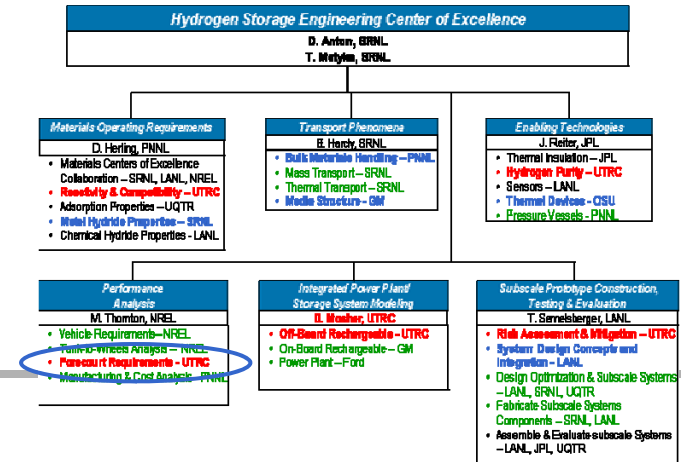 Hydrogen Storage Engineering Center of Excellence
D. Anton, SRNL
T. Motyka, SRNL
Materials Operating Requirements
D. Herling, PNNL
• Materials Centers of Excellence
Collaboration – SRNL, LANL, NREL
• Reactivity & Compatibility – UTRC
• Adsorption Properties – UQTR
• Metal Hydride Properties – SRNL
• Chemical Hydride Properties - LANL
Transport Phenomena
B. Hardy, SRNL
• Bulk Materials Handling – PNNL
• Mass Transport – SRNL
• Thermal Transport – SRNL
• Media Structure - GM
Enabling Technologies
J. Reiter, JPL
• Thermal Insulation – JPL
• Hydrogen Purity – UTRC
• Sensors – LANL
• Thermal Devices - OSU
• Pressure Vessels - PNNL
Performance
Analysis
M. Thornton, NREL
• Vehicle Requirements– NREL
• Tank-to-Wheels Analysis – NREL
• Forecourt Requirements - UTRC
• Manufacturing & Cost Analysis - PNNL
Integrated Power Plant/
Storage System Modeling
D. Mosher, UTRC
• Off-Board Rechargeable - UTRC
• On-Board Rechargeable – GM
• Power Plant – Ford
Subscale Prototype Construction,
Testing & Evaluation
T. Semelsberger, LANL
• Risk Assessment & Mitigation – UTRC
• System Design Concepts and
Integration - LANL
• Design Optimization & Subscale Systems
– LANL, SRNL, UQTR
• Fabricate Subscale Systems
Components – SRNL, LANL
• Assemble & Evaluate subscale Systems
– LANL, JPL, UQTR